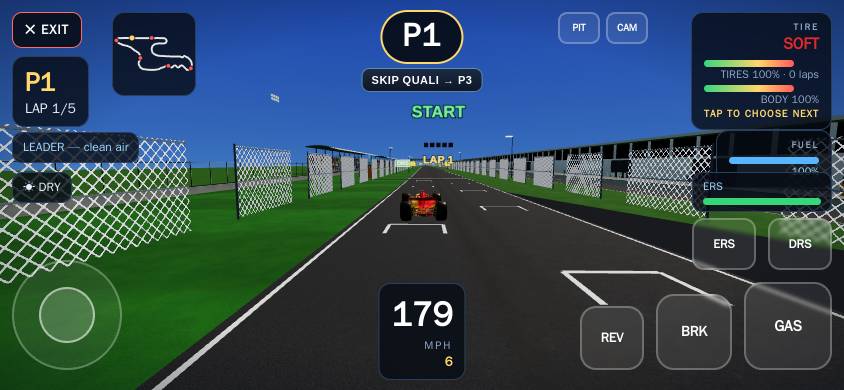 ✕ EXIT
P1
LAP 1/5
LEADER — clean air
☀ DRY
P1
SKIP QUALI → P3
START
LAP 1
PIT
CAM
TIRE
SOFT
TIRES 100% · 0 laps
BODY 100%
TAP TO CHOOSE NEXT
FUEL
100%
ERS
ERS
DRS
179
MPH
6
REV
BRK
GAS